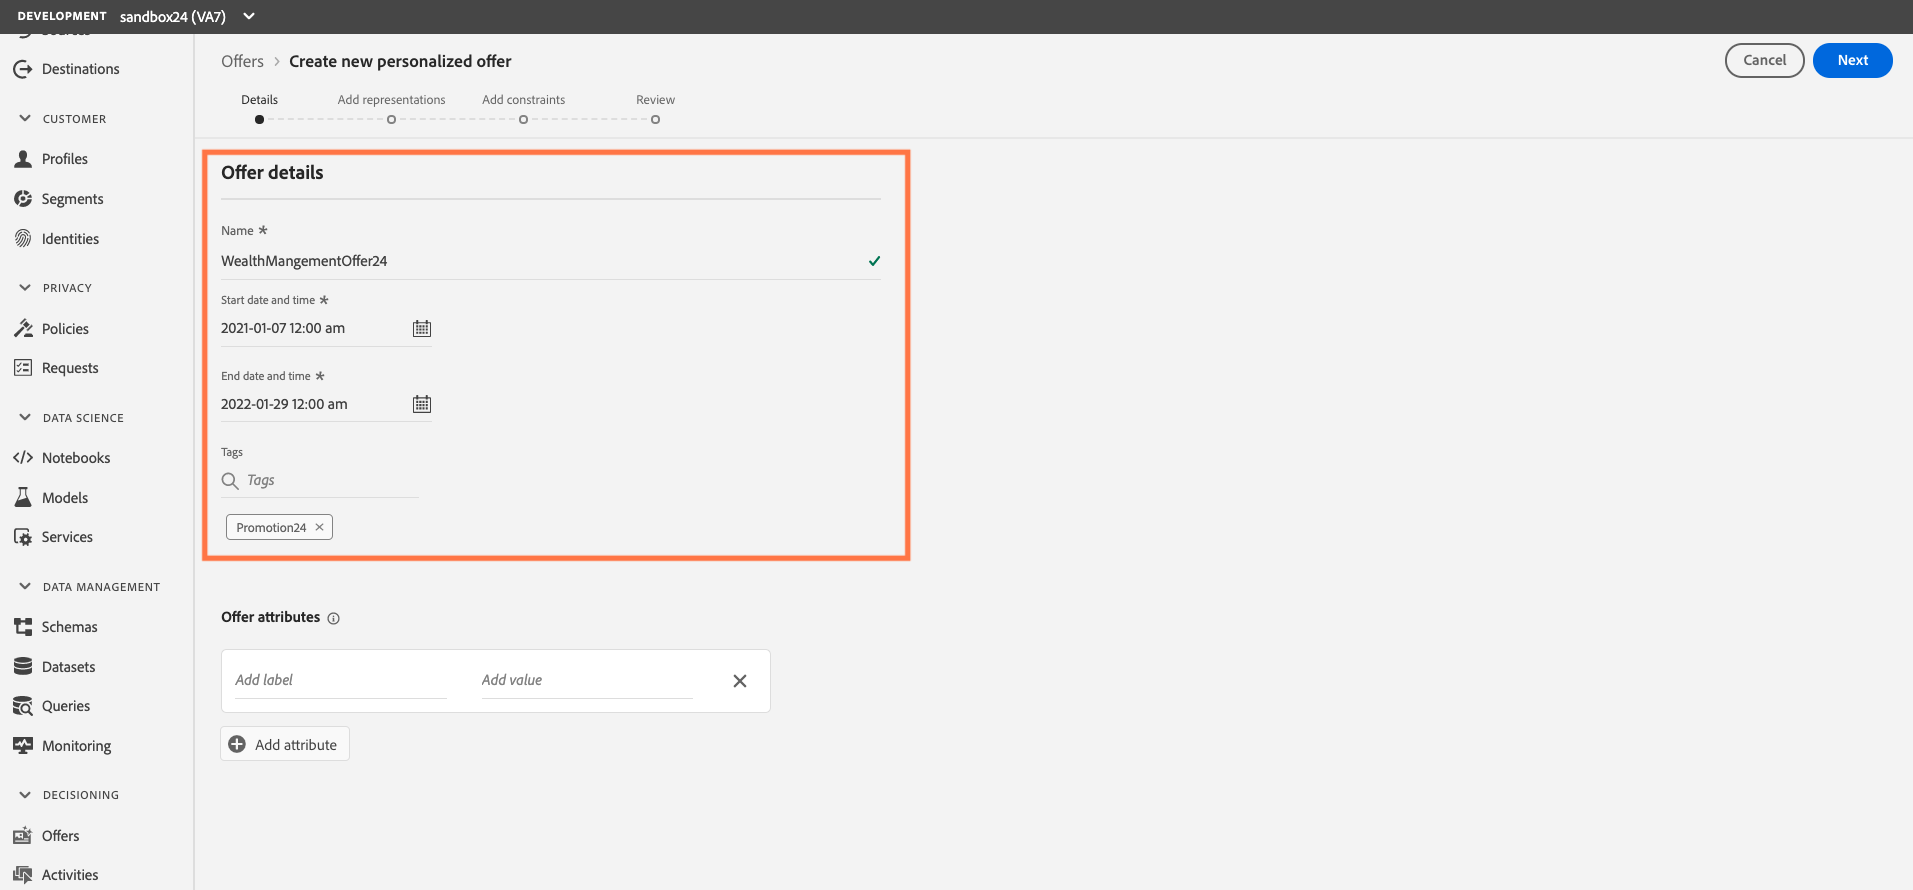 DEVELOPMENT sandbox24 (VA7)
Destinations
CUSTOMER
Profiles
Segments
Identities
PRIVACY
Policies
Requests
DATA SCIENCE
Notebooks
Models
Services
DATA MANAGEMENT
Schemas
Datasets
Queries
Monitoring
DECISIONING
Offers
Activities
Offers > Create new personalized offer
Cancel Next
Details Add representations Add constraints Review
Offer details
Name *
WealthMangementOffer24
Start date and time *
2021-01-07 12:00 am
End date and time *
2022-01-29 12:00 am
Tags
Tags
Promotion24 ×
Offer attributes
Add label Add value
Add attribute